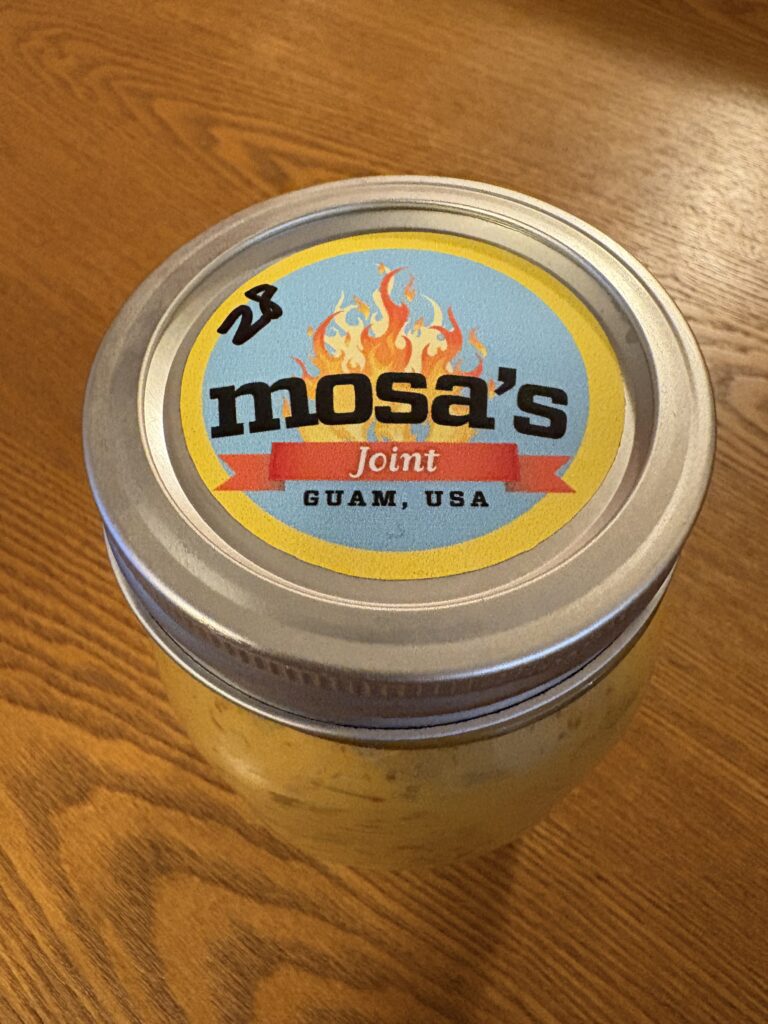 28
mosa's
Joint
GUAM, USA